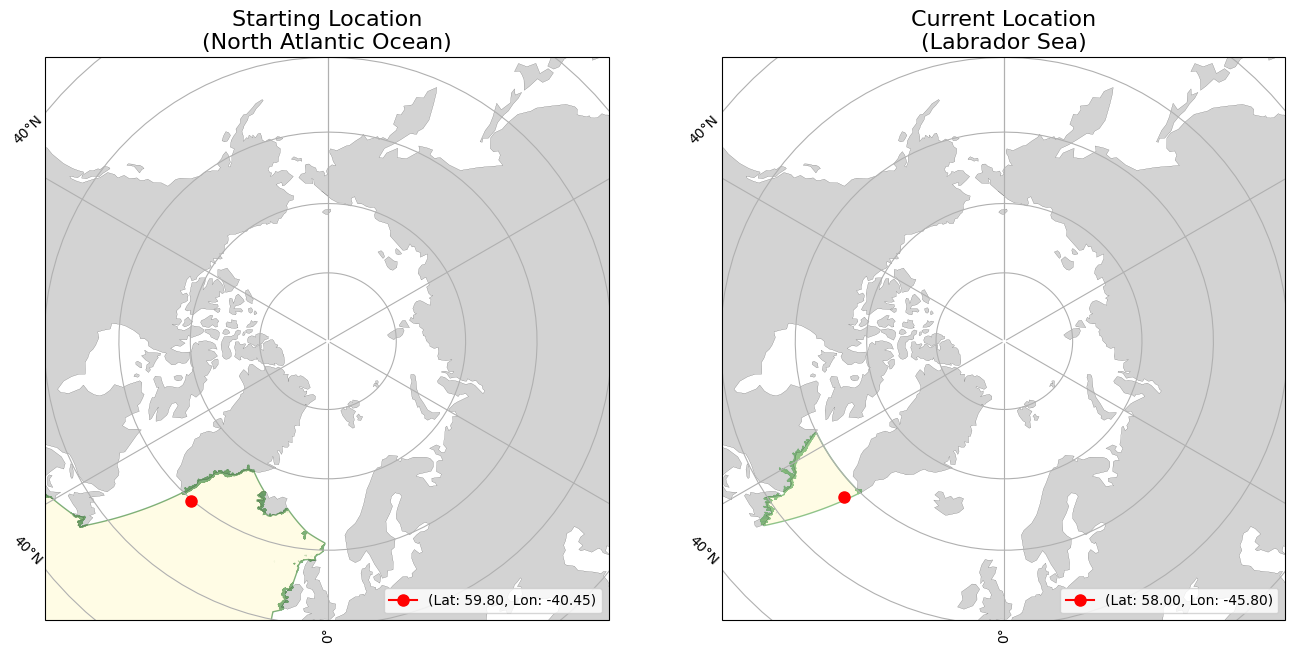 Starting Location
(North Atlantic Ocean)
40°N
40°N
0°
(Lat: 59.80, Lon: -40.45)
Current Location
(Labrador Sea)
40°N
40°N
0°
(Lat: 58.00, Lon: -45.80)